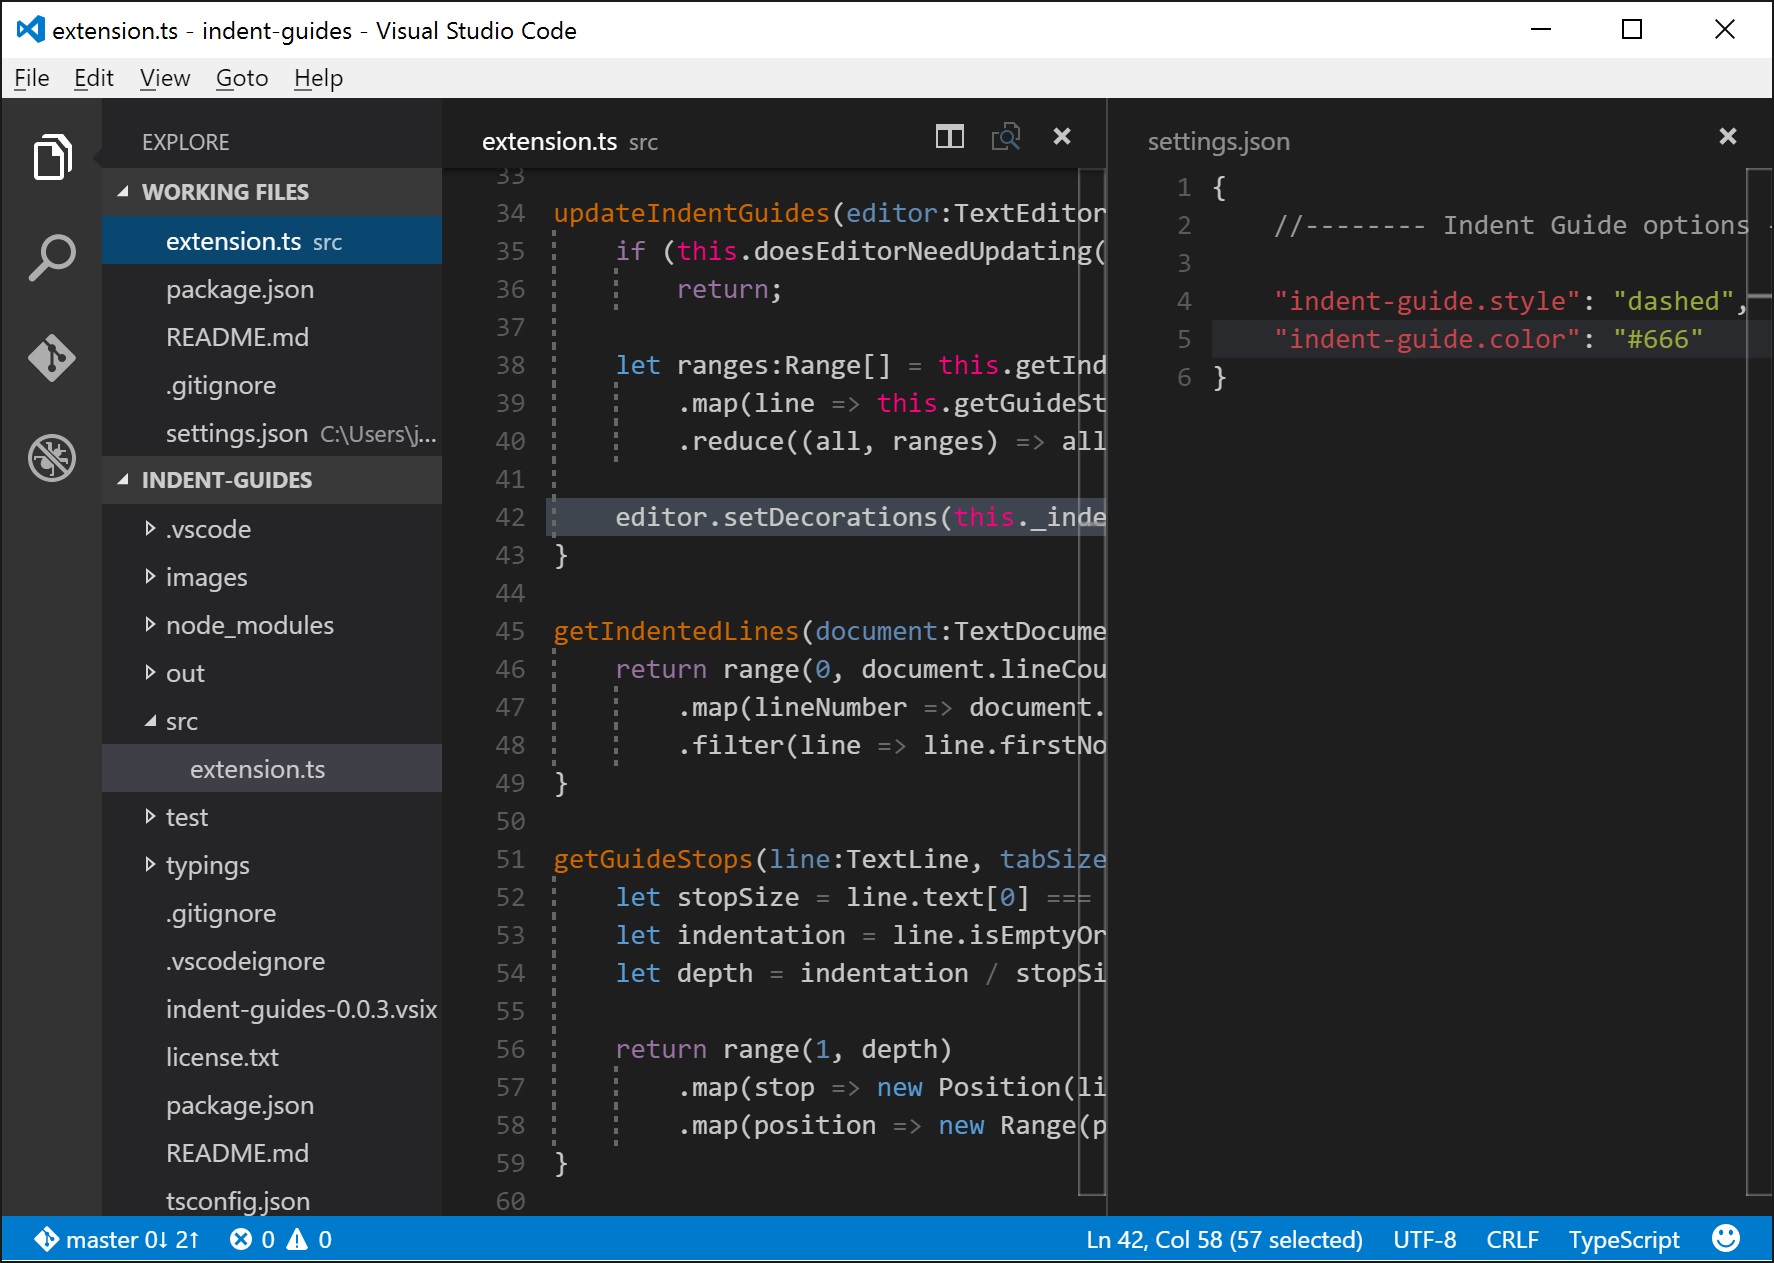 extension.ts - indent-guides - Visual Studio Code
File Edit View Goto Help
EXPLORE
WORKING FILES
extension.ts src
package.json
README.md
.gitignore
settings.json C:\Users\j...
INDENT-GUIDES
.vscode
images
node_modules
out
src
extension.ts
test
typings
.gitignore
.vscodeignore
indent-guides-0.0.3.vsix
license.txt
package.json
README.md
tsconfig.json
extension.ts src
33
34 updateIndentGuides(editor:TextEditor
35     if (this.doesEditorNeedUpdating(
36         return;
37
38     let ranges:Range[] = this.getInd
39         .map(line => this.getGuideSt
40         .reduce((all, ranges) => all
41
42     editor.setDecorations(this._inde
43 }
44
45 getIndentedLines(document:TextDocume
46     return range(0, document.lineCou
47         .map(lineNumber => document.
48         .filter(line => line.firstNo
49 }
50
51 getGuideStops(line:TextLine, tabSize
52     let stopSize = line.text[0] ===
53     let indentation = line.isEmptyOr
54     let depth = indentation / stopSi
55
56     return range(1, depth)
57         .map(stop => new Position(li
58         .map(position => new Range(p
59 }
60
settings.json
1 {
2     //-------- Indent Guide options -
3
4     "indent-guide.style": "dashed",
5     "indent-guide.color": "#666"
6 }
master 0↓ 2↑ 0 0 Ln 42, Col 58 (57 selected) UTF-8 CRLF TypeScript